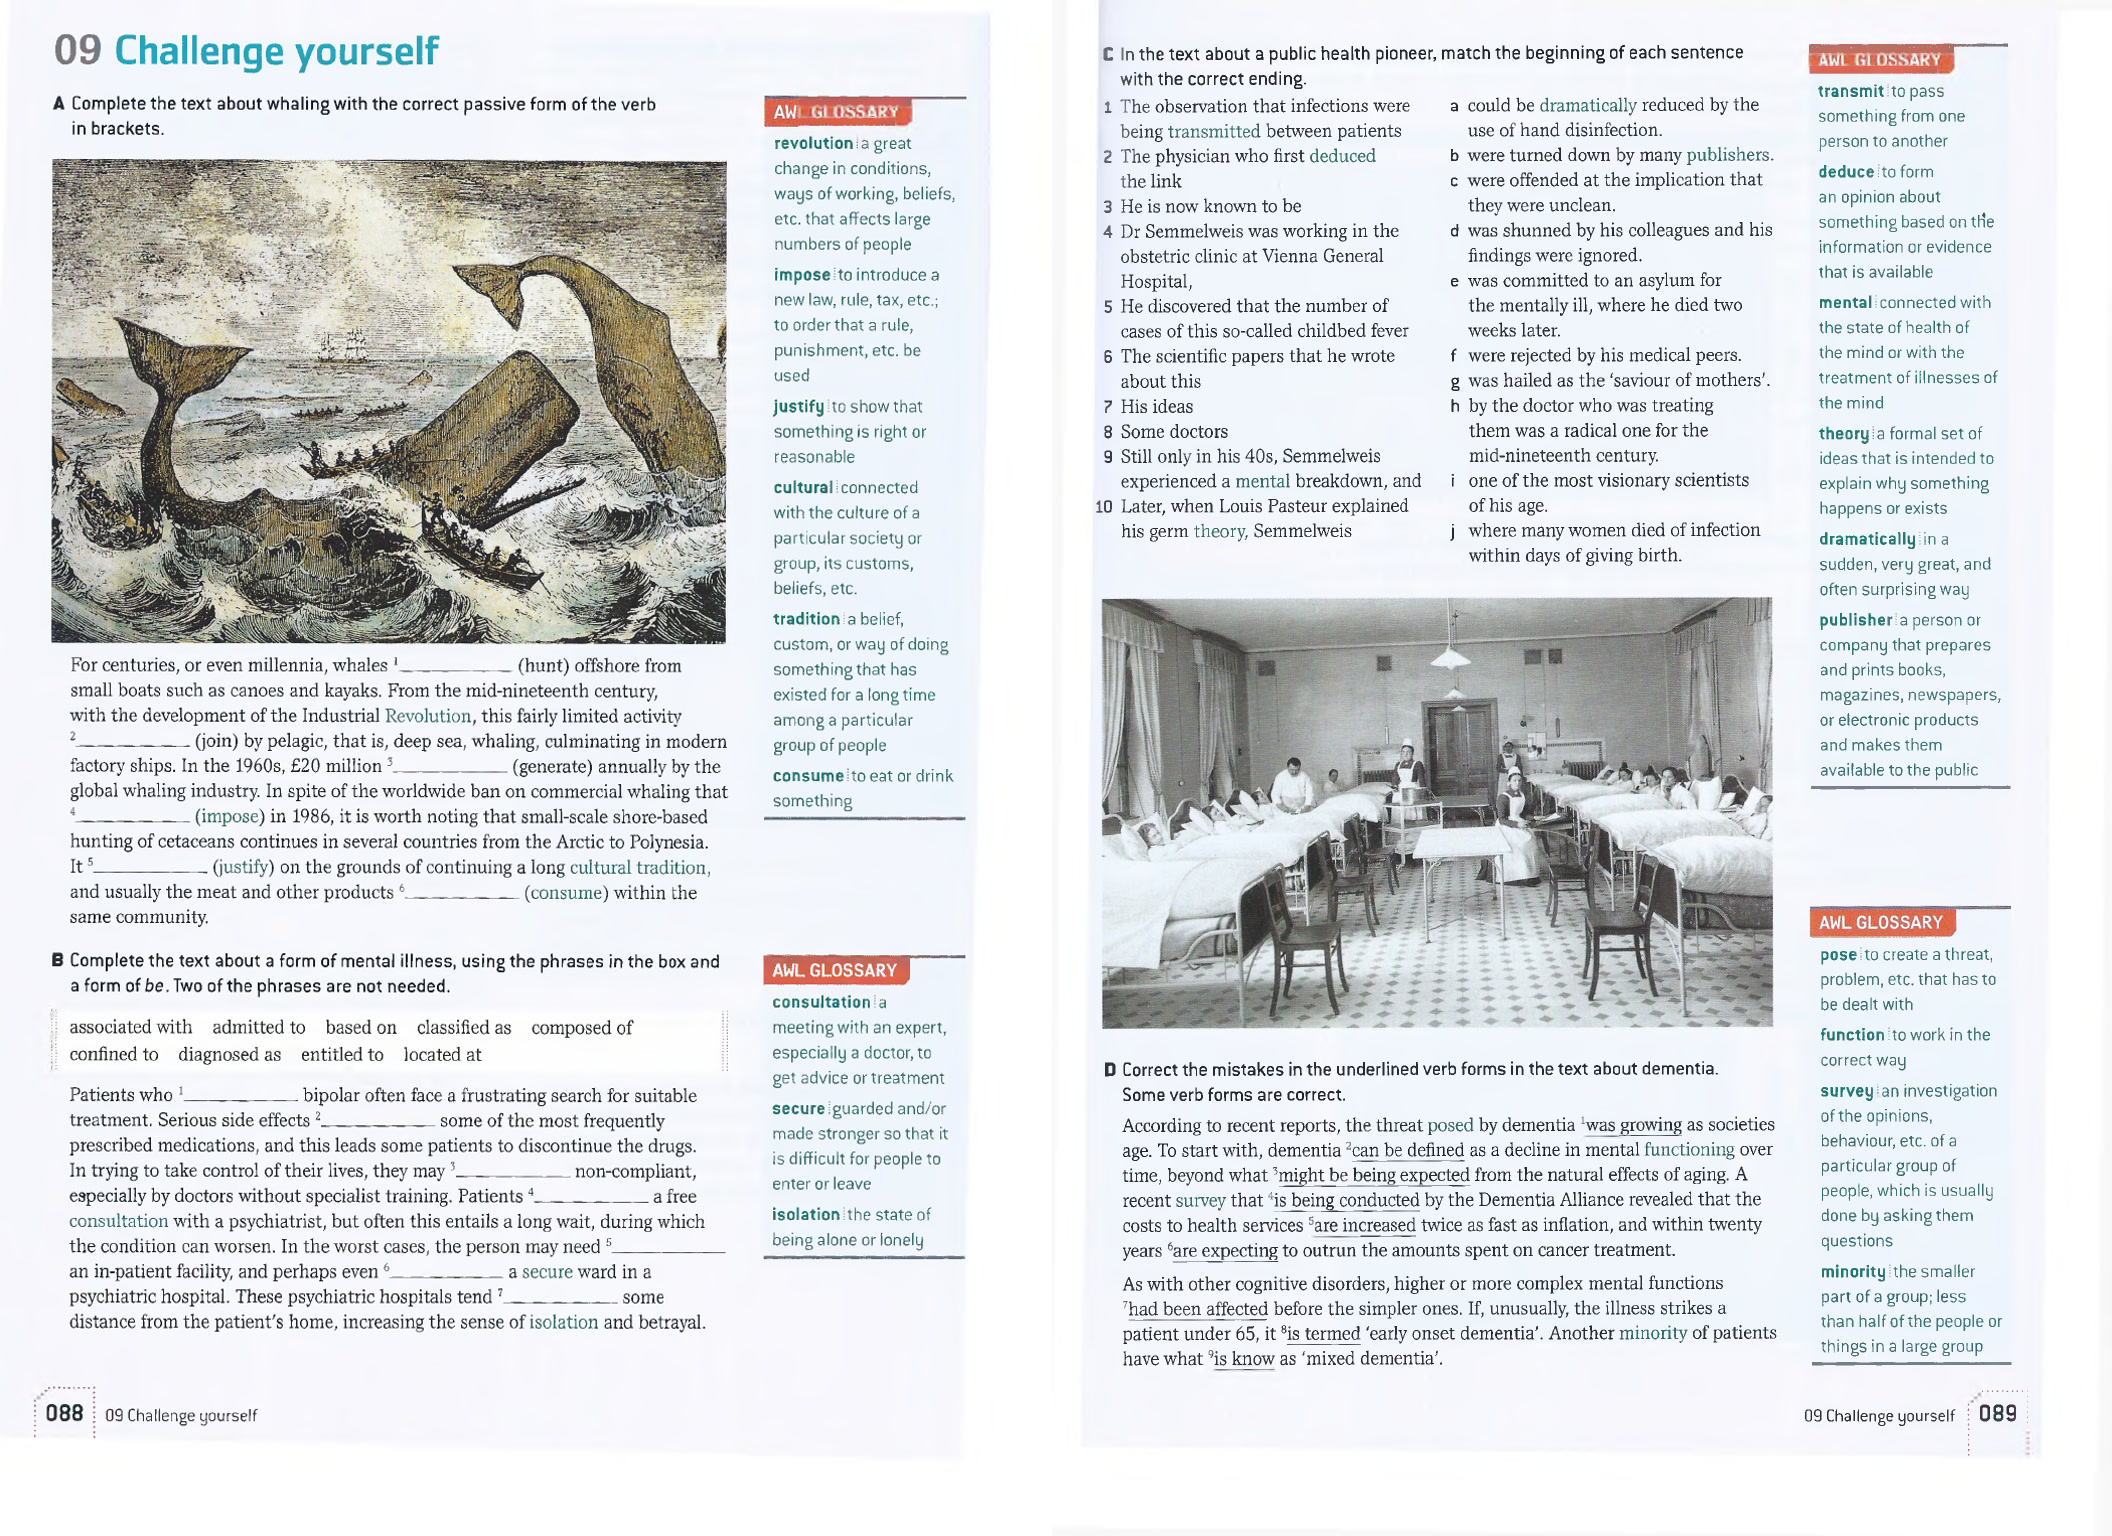 09 Challenge yourself
A Complete the text about whaling with the correct passive form of the verb
in brackets.
For centuries, or even millennia, whales ¹__________ (hunt) offshore from
small boats such as canoes and kayaks. From the mid-nineteenth century,
with the development of the Industrial Revolution, this fairly limited activity
²__________ (join) by pelagic, that is, deep sea, whaling, culminating in modern
factory ships. In the 1960s, £20 million ³__________ (generate) annually by the
global whaling industry. In spite of the worldwide ban on commercial whaling that
⁴__________ (impose) in 1986, it is worth noting that small-scale shore-based
hunting of cetaceans continues in several countries from the Arctic to Polynesia.
It ⁵__________ (justify) on the grounds of continuing a long cultural tradition,
and usually the meat and other products ⁶__________ (consume) within the
same community.
AWL GLOSSARY
revolution a great
change in conditions,
ways of working, beliefs,
etc. that affects large
numbers of people
impose to introduce a
new law, rule, tax, etc.;
to order that a rule,
punishment, etc. be
used
justify to show that
something is right or
reasonable
cultural connected
with the culture of a
particular society or
group, its customs,
beliefs, etc.
tradition a belief,
custom, or way of doing
something that has
existed for a long time
among a particular
group of people
consume to eat or drink
something
B Complete the text about a form of mental illness, using the phrases in the box and
a form of be. Two of the phrases are not needed.
associated with admitted to based on classified as composed of
confined to diagnosed as entitled to located at
Patients who ¹__________ bipolar often face a frustrating search for suitable
treatment. Serious side effects ²__________ some of the most frequently
prescribed medications, and this leads some patients to discontinue the drugs.
In trying to take control of their lives, they may ³__________ non-compliant,
especially by doctors without specialist training. Patients ⁴__________ a free
consultation with a psychiatrist, but often this entails a long wait, during which
the condition can worsen. In the worst cases, the person may need ⁵__________
an in-patient facility, and perhaps even ⁶__________ a secure ward in a
psychiatric hospital. These psychiatric hospitals tend ⁷__________ some
distance from the patient's home, increasing the sense of isolation and betrayal.
AWL GLOSSARY
consultation a
meeting with an expert,
especially a doctor, to
get advice or treatment
secure guarded and/or
made stronger so that it
is difficult for people to
enter or leave
isolation the state of
being alone or lonely
088 09 Challenge yourself
C In the text about a public health pioneer, match the beginning of each sentence
with the correct ending.
1 The observation that infections were
being transmitted between patients
2 The physician who first deduced
the link
3 He is now known to be
4 Dr Semmelweis was working in the
obstetric clinic at Vienna General
Hospital,
5 He discovered that the number of
cases of this so-called childbed fever
6 The scientific papers that he wrote
about this
7 His ideas
8 Some doctors
9 Still only in his 40s, Semmelweis
experienced a mental breakdown, and
10 Later, when Louis Pasteur explained
his germ theory, Semmelweis
a could be dramatically reduced by the
use of hand disinfection.
b were turned down by many publishers.
c were offended at the implication that
they were unclean.
d was shunned by his colleagues and his
findings were ignored.
e was committed to an asylum for
the mentally ill, where he died two
weeks later.
f were rejected by his medical peers.
g was hailed as the 'saviour of mothers'.
h by the doctor who was treating
them was a radical one for the
mid-nineteenth century.
i one of the most visionary scientists
of his age.
j where many women died of infection
within days of giving birth.
AWL GLOSSARY
transmit to pass
something from one
person to another
deduce to form
an opinion about
something based on the
information or evidence
that is available
mental connected with
the state of health of
the mind or with the
treatment of illnesses of
the mind
theory a formal set of
ideas that is intended to
explain why something
happens or exists
dramatically in a
sudden, very great, and
often surprising way
publisher a person or
company that prepares
and prints books,
magazines, newspapers,
or electronic products
and makes them
available to the public
D Correct the mistakes in the underlined verb forms in the text about dementia.
Some verb forms are correct.
According to recent reports, the threat posed by dementia ¹was growing as societies
age. To start with, dementia ²can be defined as a decline in mental functioning over
time, beyond what ³might be being expected from the natural effects of aging. A
recent survey that ⁴is being conducted by the Dementia Alliance revealed that the
costs to health services ⁵are increased twice as fast as inflation, and within twenty
years ⁶are expecting to outrun the amounts spent on cancer treatment.
As with other cognitive disorders, higher or more complex mental functions
⁷had been affected before the simpler ones. If, unusually, the illness strikes a
patient under 65, it ⁸is termed 'early onset dementia'. Another minority of patients
have what ⁹is know as 'mixed dementia'.
AWL GLOSSARY
pose to create a threat,
problem, etc. that has to
be dealt with
function to work in the
correct way
survey an investigation
of the opinions,
behaviour, etc. of a
particular group of
people, which is usually
done by asking them
questions
minority the smaller
part of a group; less
than half of the people or
things in a large group
09 Challenge yourself 089